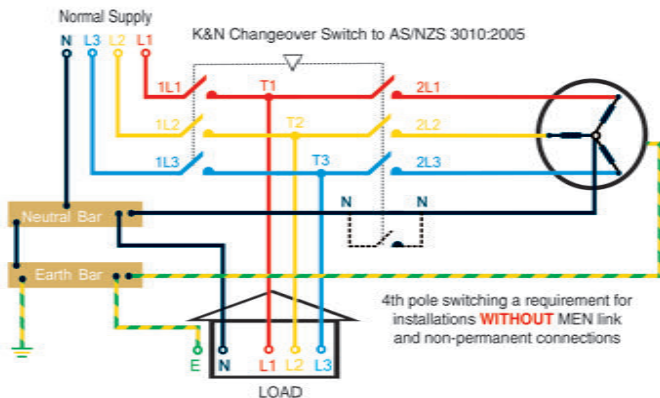 Normal Supply
N L3 L2 L1
K&N Changeover Switch to AS/NZS 3010:2005
1L1 T1 2L1
1L2 T2 2L2
1L3 T3 2L3
N N
Neutral Bar
Earth Bar
4th pole switching a requirement for
installations WITHOUT MEN link
and non-permanent connections
E N L1 L2 L3
LOAD